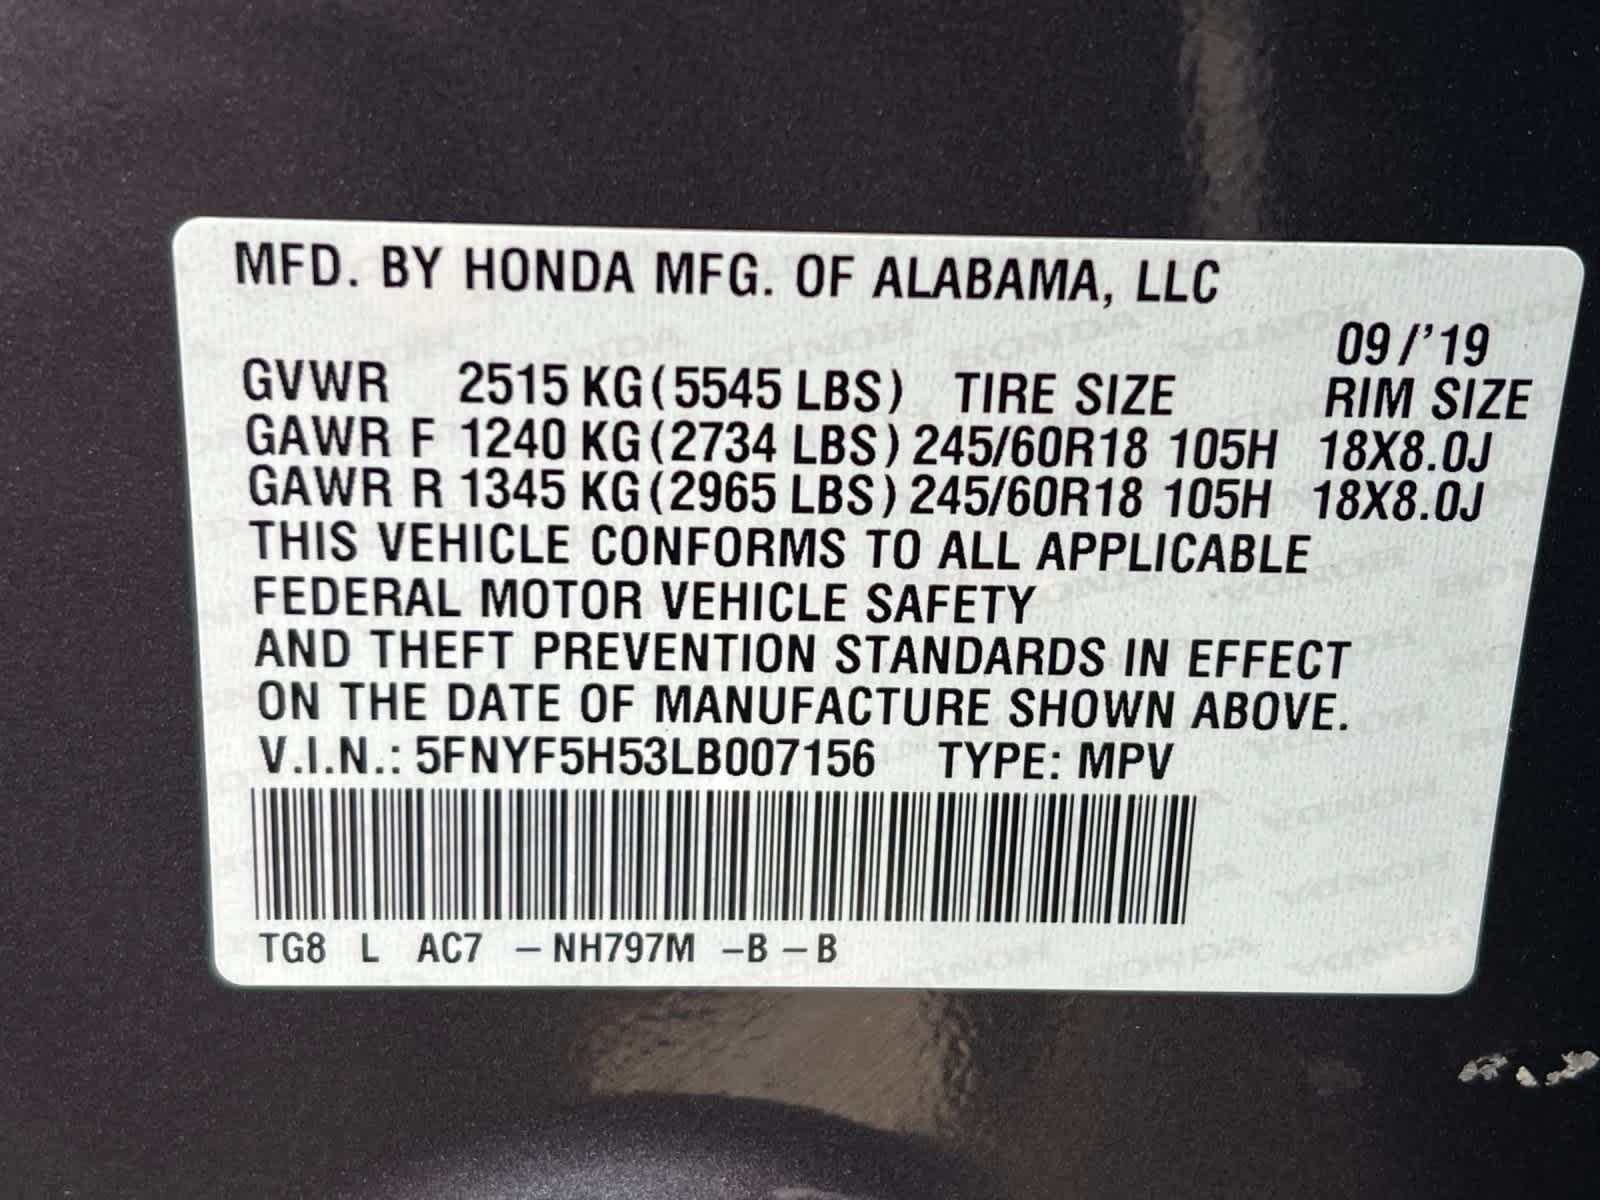 MFD. BY HONDA MFG. OF ALABAMA, LLC
09/'19
GVWR 2515 KG (5545 LBS) TIRE SIZE RIM SIZE
GAWR F 1240 KG (2734 LBS) 245/60R18 105H 18X8.0J
GAWR R 1345 KG (2965 LBS) 245/60R18 105H 18X8.0J
THIS VEHICLE CONFORMS TO ALL APPLICABLE
FEDERAL MOTOR VEHICLE SAFETY
AND THEFT PREVENTION STANDARDS IN EFFECT
ON THE DATE OF MANUFACTURE SHOWN ABOVE.
V.I.N.: 5FNYF5H53LB007156 TYPE: MPV
TG8 L AC7 – NH797M – B – B